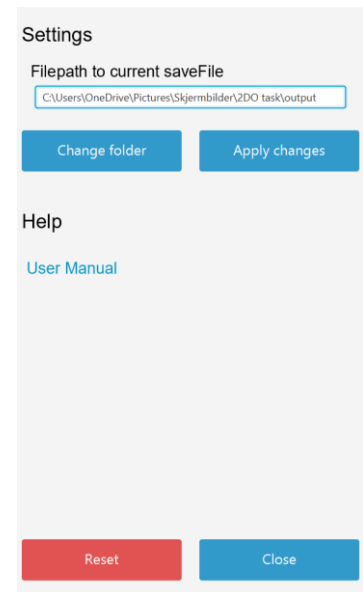 Settings
Filepath to current saveFile
C:\Users\OneDrive\Pictures\Skjermbilder\2DO task\output
Change folder Apply changes
Help
User Manual
Reset Close